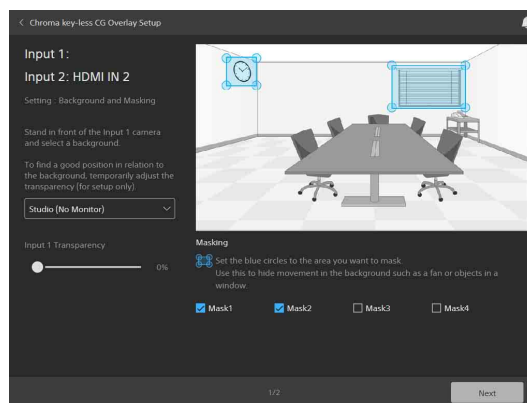 Chroma key-less CG Overlay Setup
Input 1:
Input 2: HDMI IN 2
Setting : Background and Masking
Stand in front of the Input 1 camera
and select a background.
To find a good position in relation to
the background, temporarily adjust the
transparency (for setup only).
Studio (No Monitor)
Input 1 Transparency
0%
Masking
Set the blue circles to the area you want to mask.
Use this to hide movement in the background such as a fan or objects in a
window.
Mask1
Mask2
Mask3
Mask4
1/2
Next